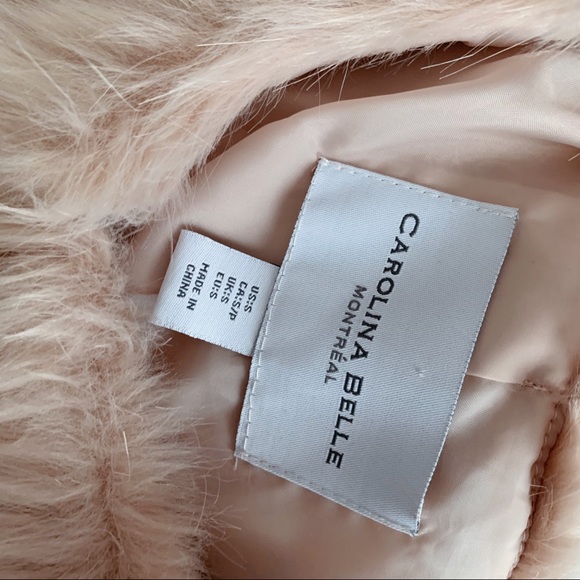 CAROLINA BELLE
MONTRÉAL
US:S
CA:S/P
UK:S
EU:S
MADE IN
CHINA